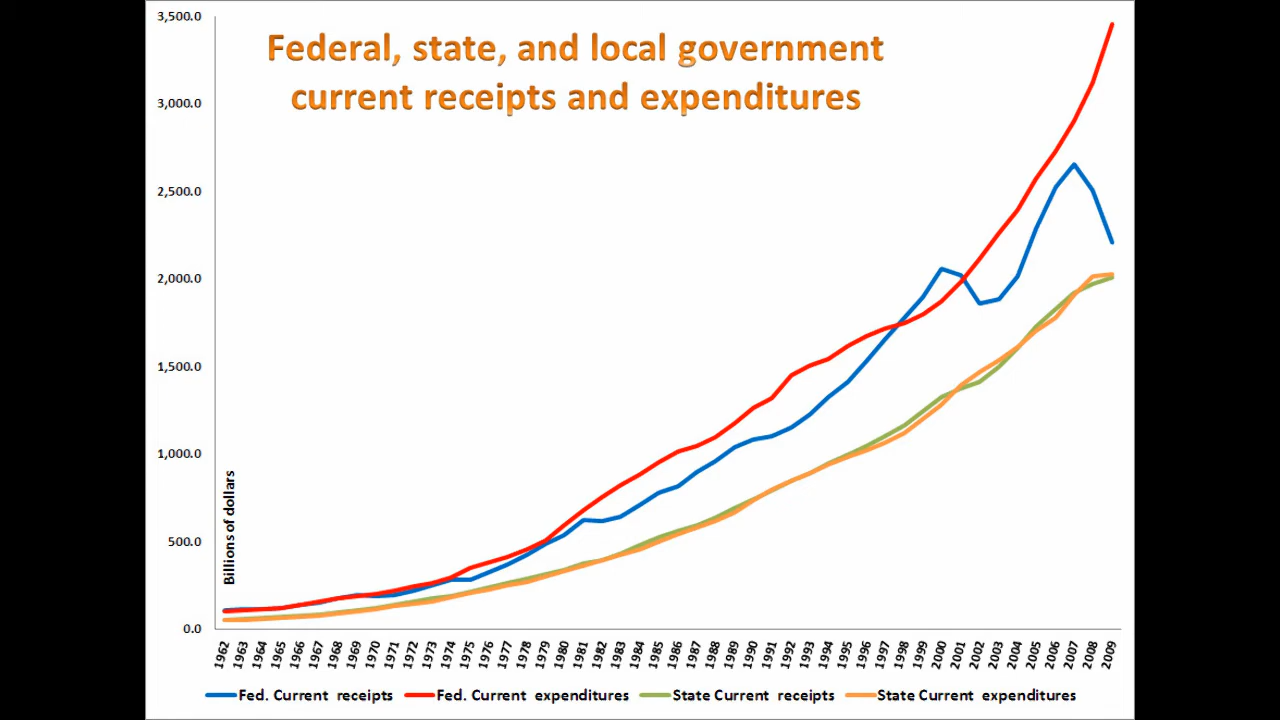 Federal, state, and local government
current receipts and expenditures
3,500.0
3,000.0
2,500.0
2,000.0
1,500.0
1,000.0
500.0
0.0
Billions of dollars
1962 1963 1964 1965 1966 1967 1968 1969 1970 1971 1972 1973 1974 1975 1976 1977 1978 1979 1980 1981 1982 1983 1984 1985 1986 1987 1988 1989 1990 1991 1992 1993 1994 1995 1996 1997 1998 1999 2000 2001 2002 2003 2004 2005 2006 2007 2008 2009
Fed. Current receipts Fed. Current expenditures State Current receipts State Current expenditures